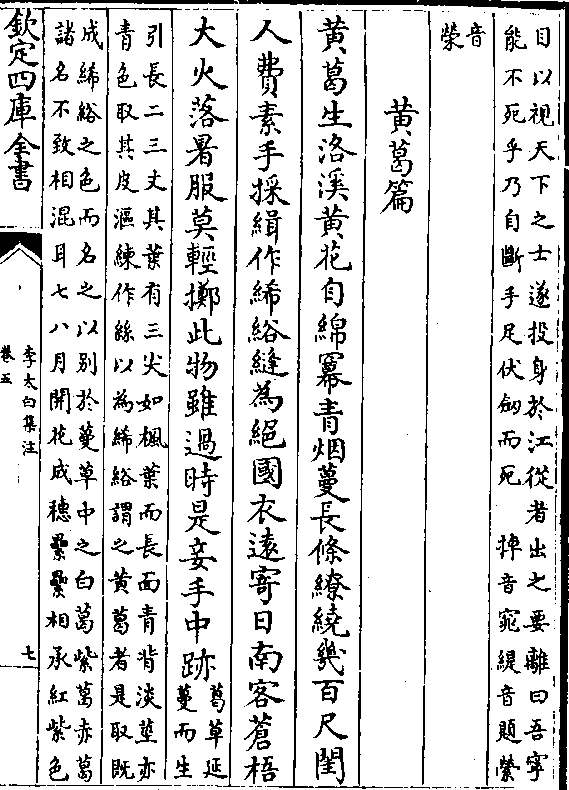 目以視天下之士遂投身於江從者出之要離曰吾寧
能不死乎乃自斷手足伏劒而死　捽音窕緹音題縈
音
榮
黄葛篇
黄葛生洛溪黄花自綿羃青烟蔓長條繚繞幾百尺閨
人費素手採緝作絺綌縫為絕國衣遠寄日南客蒼梧
大火落暑服莫輕擲此物雖過時是妾手中跡
葛草延
蔓而生
引長二三丈其葉有三尖如楓葉而長面青背淡莖亦
青色取其皮漚練作絲以為絺綌謂之黄葛者是取既
成絺綌之色而名之以别於蔓草中之白葛紫葛赤葛
諸名不致相混耳七八月開花成穗纍纍相承紅紫色
欽定四庫全書
李太白集注
卷五
七